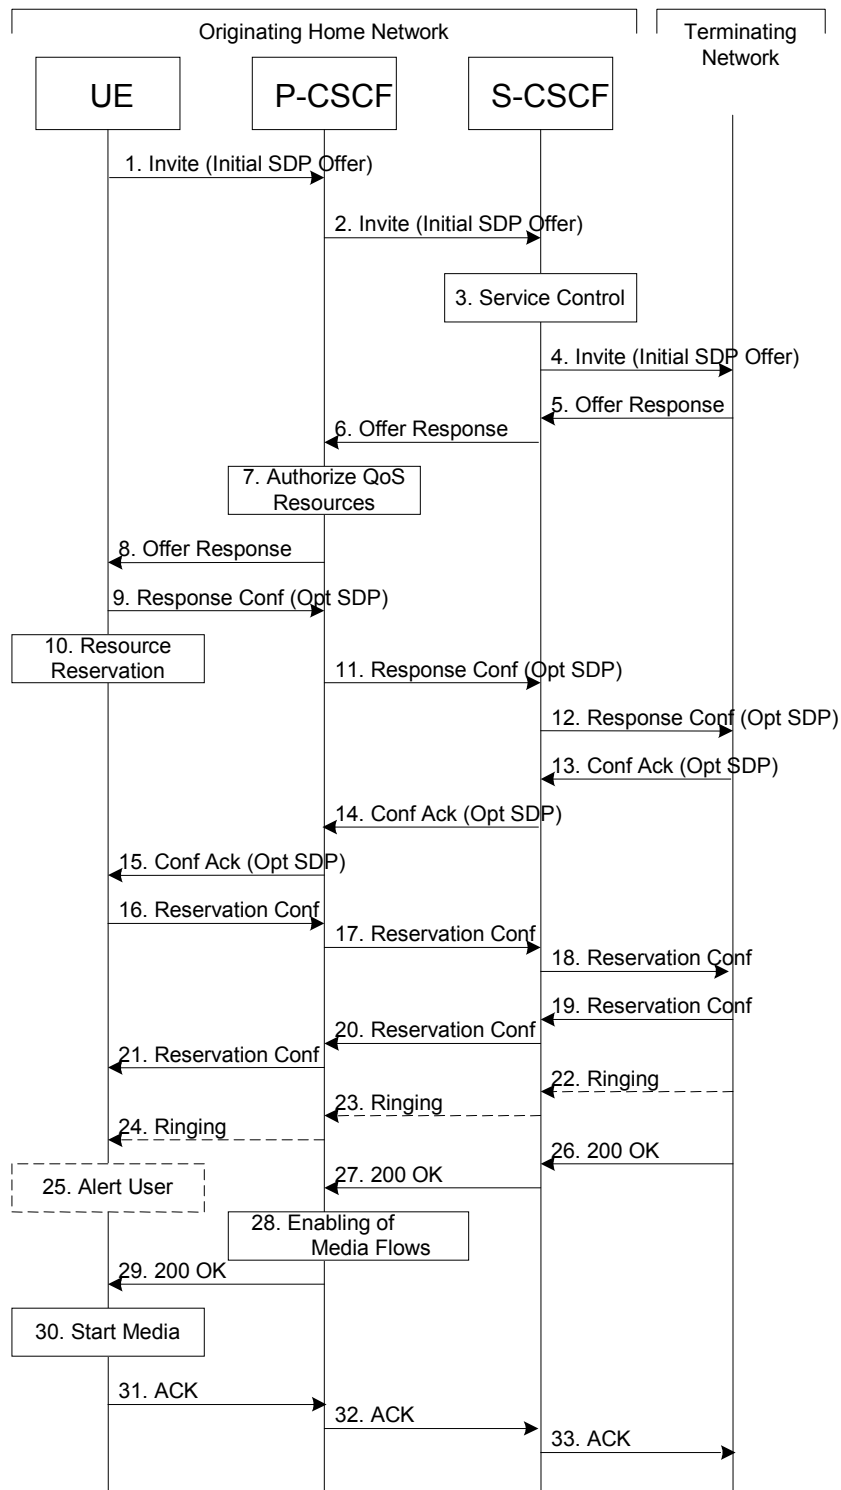 Originating Home Network
Terminating
Network
UE
P-CSCF
S-CSCF
1. Invite (Initial SDP Offer)
2. Invite (Initial SDP Offer)
3. Service Control
4. Invite (Initial SDP Offer)
5. Offer Response
6. Offer Response
7. Authorize QoS
Resources
8. Offer Response
9. Response Conf (Opt SDP)
10. Resource
Reservation
11. Response Conf (Opt SDP)
12. Response Conf (Opt SDP)
13. Conf Ack (Opt SDP)
14. Conf Ack (Opt SDP)
15. Conf Ack (Opt SDP)
16. Reservation Conf
17. Reservation Conf
18. Reservation Conf
19. Reservation Conf
20. Reservation Conf
21. Reservation Conf
22. Ringing
23. Ringing
24. Ringing
25. Alert User
26. 200 OK
27. 200 OK
28. Enabling of
Media Flows
29. 200 OK
30. Start Media
31. ACK
32. ACK
33. ACK